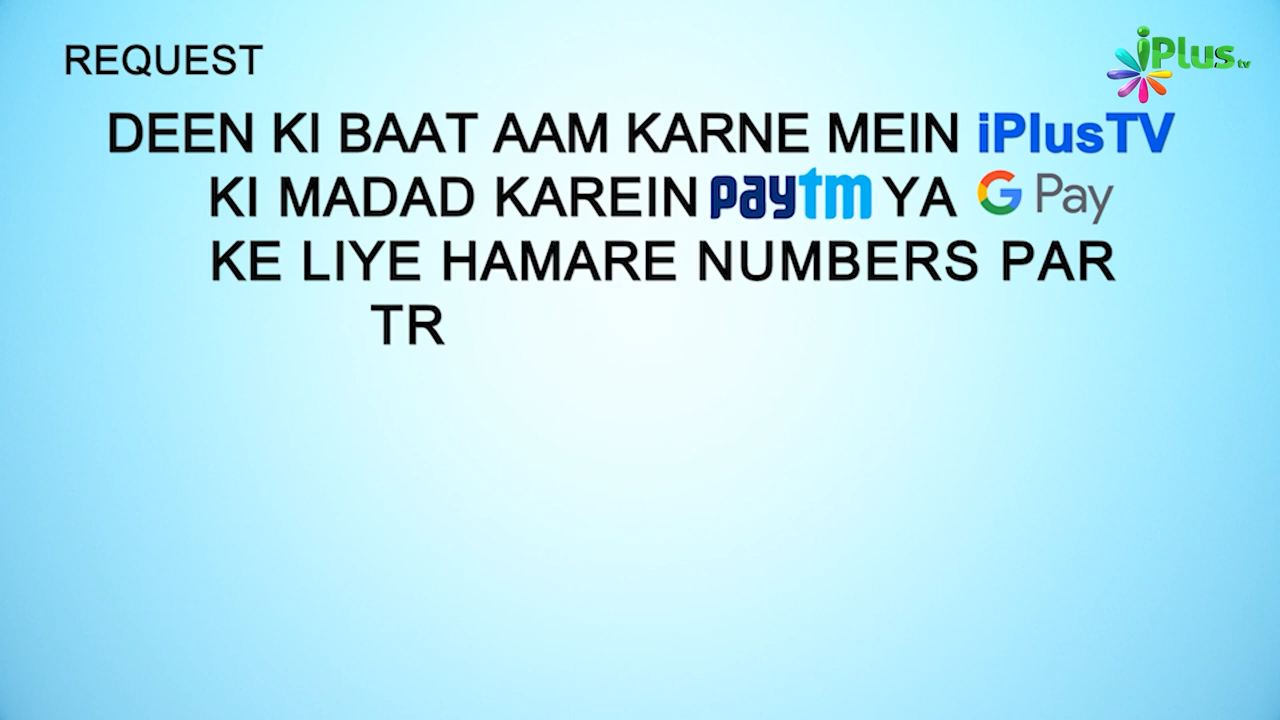 REQUEST
iPlus tv
DEEN KI BAAT AAM KARNE MEIN iPlusTV
KI MADAD KAREIN paytm YA G Pay
KE LIYE HAMARE NUMBERS PAR
TR